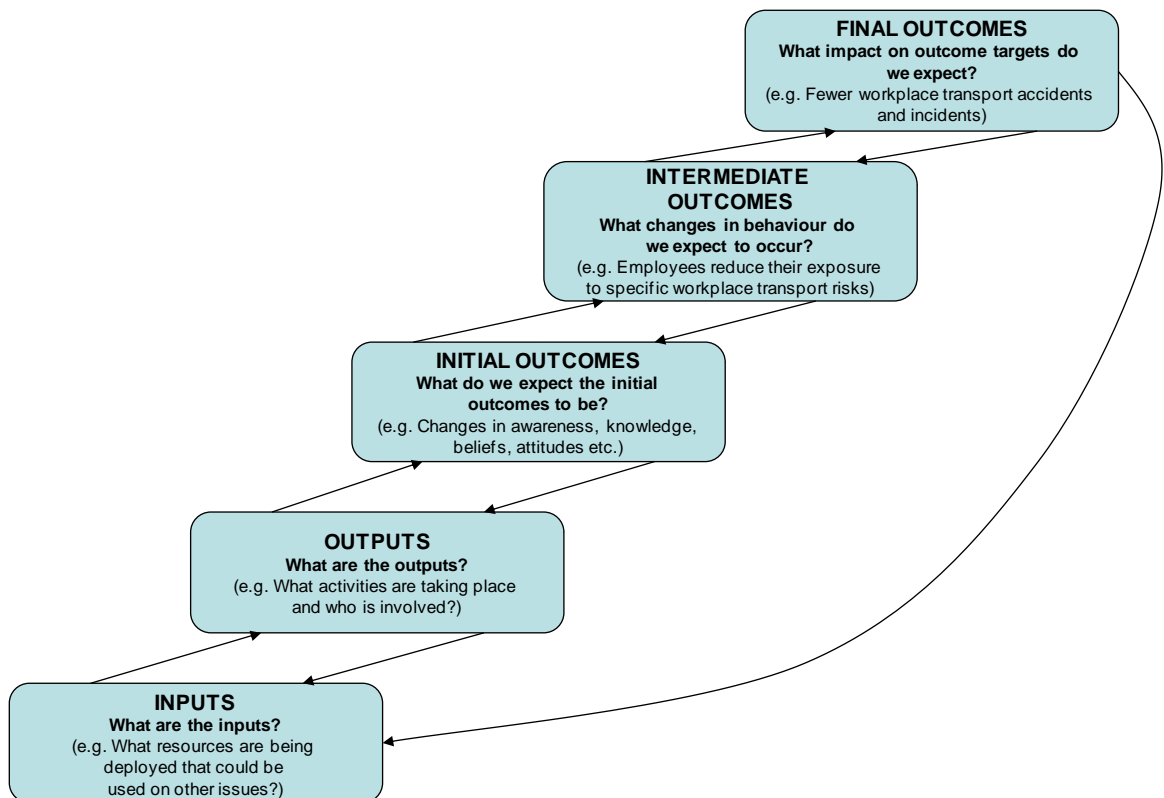 FINAL OUTCOMES
What impact on outcome targets do
we expect?
(e.g. Fewer workplace transport accidents
and incidents)
INTERMEDIATE
OUTCOMES
What changes in behaviour do
we expect to occur?
(e.g. Employees reduce their exposure
to specific workplace transport risks)
INITIAL OUTCOMES
What do we expect the initial
outcomes to be?
(e.g. Changes in awareness, knowledge,
beliefs, attitudes etc.)
OUTPUTS
What are the outputs?
(e.g. What activities are taking place
and who is involved?)
INPUTS
What are the inputs?
(e.g. What resources are being
deployed that could be
used on other issues?)